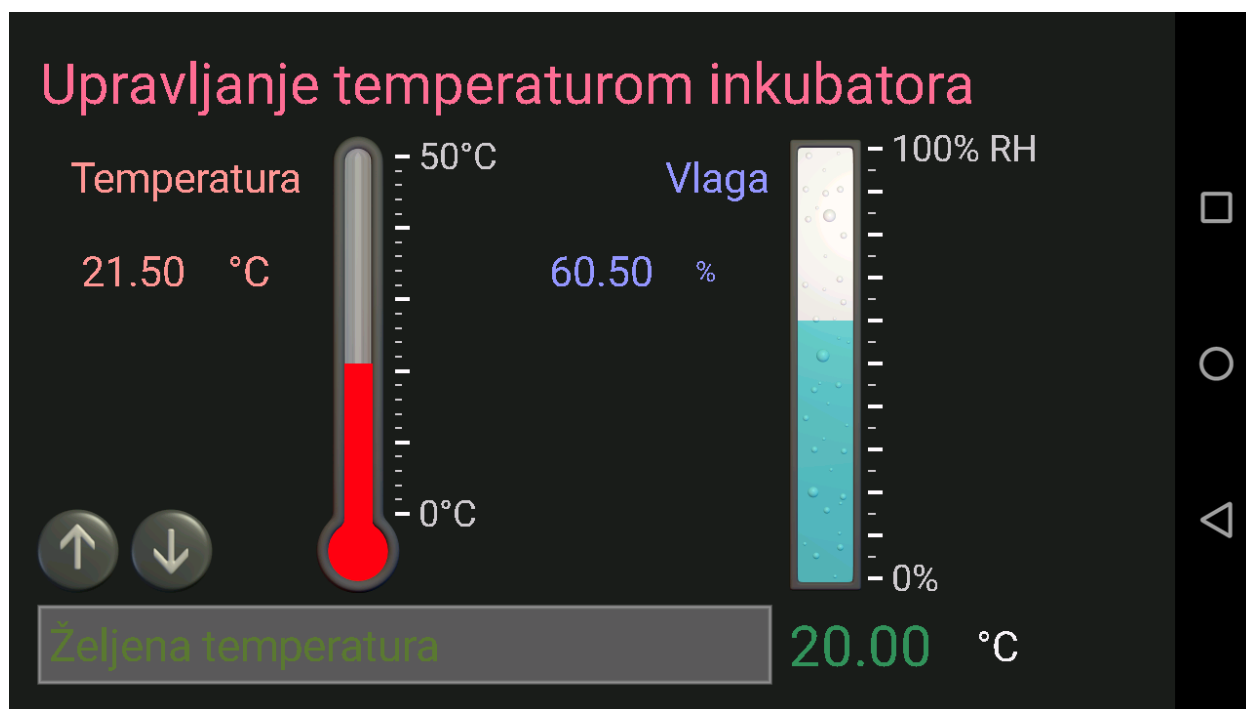 Upravljanje temperaturom inkubatora
Temperatura
21.50 °C
50°C
0°C
Vlaga
60.50 %
100% RH
0%
Željena temperatura
20.00 °C